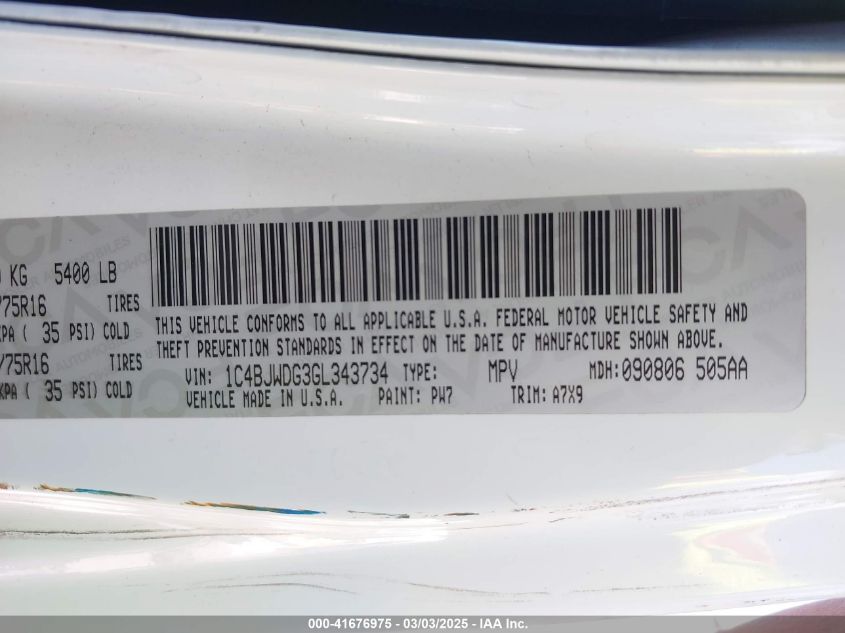 KG 5400 LB
/75R16 TIRES
KPA ( 35 PSI) COLD
/75R16 TIRES
KPA ( 35 PSI) COLD
THIS VEHICLE CONFORMS TO ALL APPLICABLE U.S.A. FEDERAL MOTOR VEHICLE SAFETY AND
THEFT PREVENTION STANDARDS IN EFFECT ON THE DATE OF MANUFACTURE SHOWN ABOVE.
VIN: 1C4BJWDG3GL343734 TYPE: MPV MDH:090806 505AA
VEHICLE MADE IN U.S.A. PAINT: PW7 TRIM: A7X9
000-41676975 — 03/03/2025 - IAA Inc.